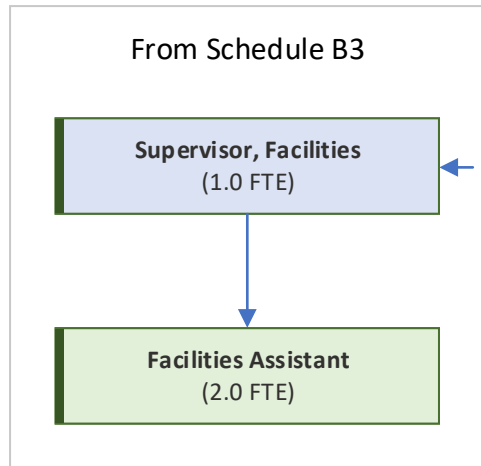 From Schedule B3
Supervisor, Facilities
(1.0 FTE)
Facilities Assistant
(2.0 FTE)